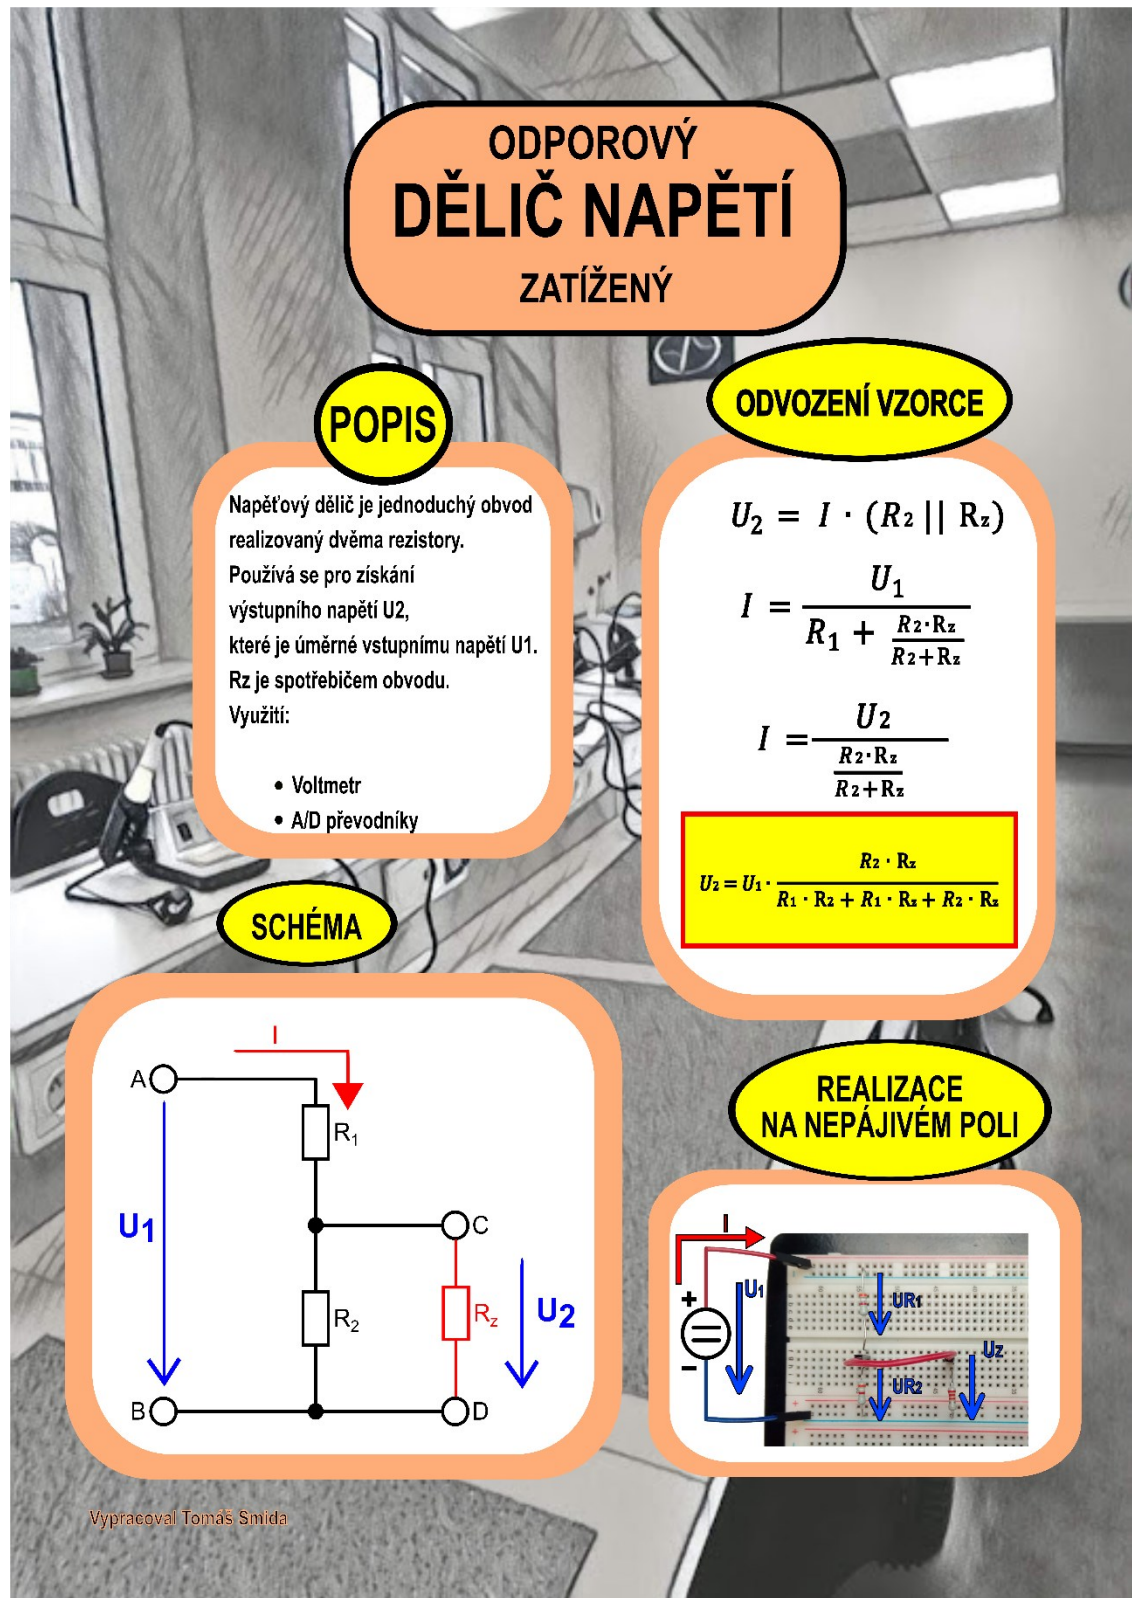 ODPOROVÝ
DĚLIČ NAPĚTÍ
ZATÍŽENÝ
POPIS
Napěťový dělič je jednoduchý obvod
realizovaný dvěma rezistory.
Používá se pro získání
výstupního napětí U2,
které je úměrné vstupnímu napětí U1.
Rz je spotřebičem obvodu.
Využití:
• Voltmetr
• A/D převodníky
ODVOZENÍ VZORCE
U₂ = I · (R₂ || Rz)
I = U₁ / (R₁ + (R₂·Rz)/(R₂+Rz))
I = U₂ / ((R₂·Rz)/(R₂+Rz))
U₂ = U₁ · (R₂ · Rz) / (R₁ · R₂ + R₁ · Rz + R₂ · Rz)
SCHÉMA
I
A
R₁
U1
C
R₂
Rz
U2
B
D
REALIZACE
NA NEPÁJIVÉM POLI
I
+
U₁
UR1
−
UR2
UZ
Vypracoval Tomáš Smida